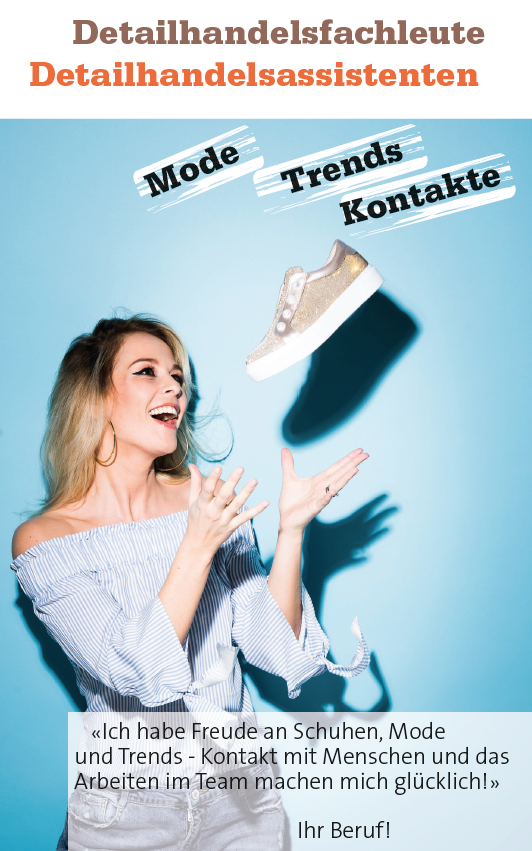 Detailhandelsfachleute
Detailhandelsassistenten
Mode
Trends
Kontakte
«Ich habe Freude an Schuhen, Mode
und Trends - Kontakt mit Menschen und das
Arbeiten im Team machen mich glücklich!»
Ihr Beruf!